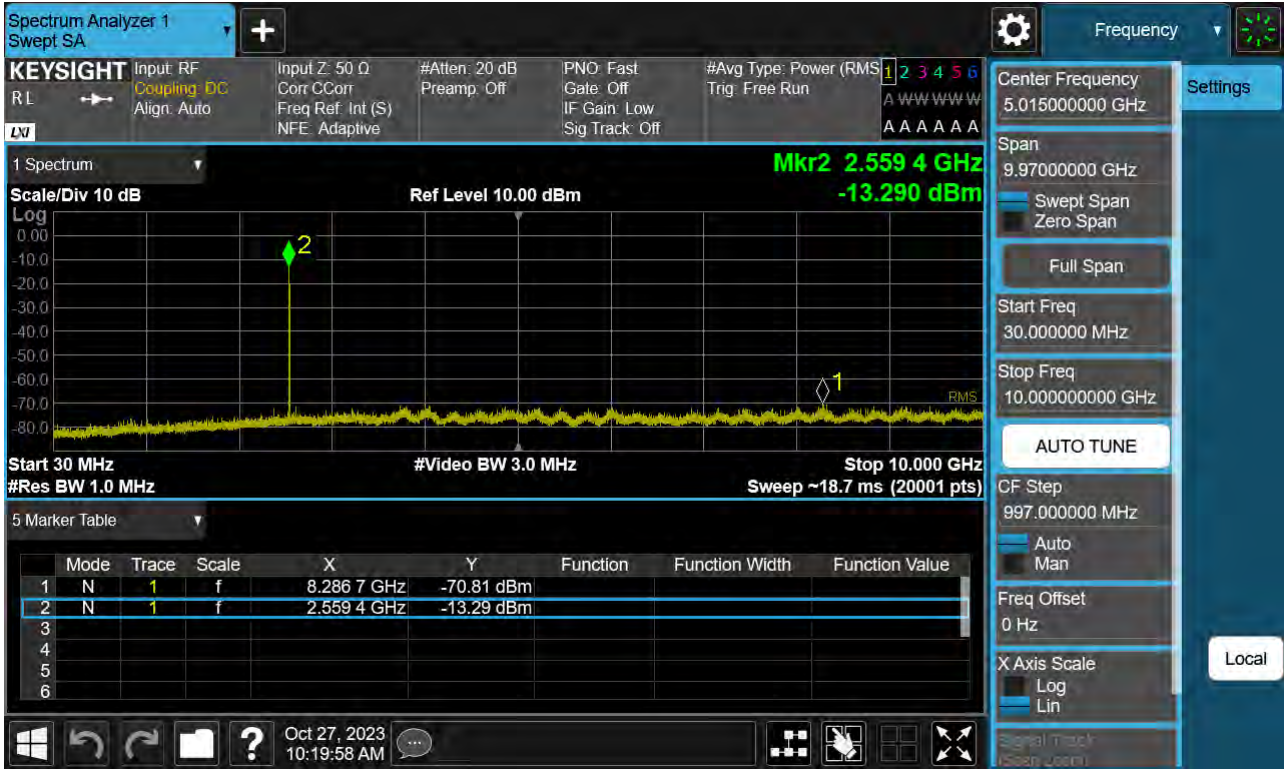 Spectrum Analyzer 1
Swept SA
+
Frequency
KEYSIGHT
RL
LXI
Input: RF
Coupling: DC
Align: Auto
Input Z: 50 Ω
Corr CCorr
Freq Ref: Int (S)
NFE: Adaptive
#Atten: 20 dB
Preamp: Off
PNO: Fast
Gate: Off
IF Gain: Low
Sig Track: Off
#Avg Type: Power (RMS
Trig: Free Run
1 2 3 4 5 6
A W W W W W
A A A A A A
1 Spectrum
Scale/Div 10 dB
Ref Level 10.00 dBm
Mkr2 2.559 4 GHz
-13.290 dBm
Log
0.00
-10.0
-20.0
-30.0
-40.0
-50.0
-60.0
-70.0
-80.0
2
1
RMS
Start 30 MHz
#Video BW 3.0 MHz
Stop 10.000 GHz
#Res BW 1.0 MHz
Sweep ~18.7 ms (20001 pts)
5 Marker Table
Mode Trace Scale X Y Function Function Width Function Value
1 N 1 f 8.286 7 GHz -70.81 dBm
2 N 1 f 2.559 4 GHz -13.29 dBm
3
4
5
6
?
Oct 27, 2023
10:19:58 AM
Center Frequency
5.015000000 GHz
Span
9.97000000 GHz
Swept Span
Zero Span
Full Span
Start Freq
30.000000 MHz
Stop Freq
10.000000000 GHz
AUTO TUNE
CF Step
997.000000 MHz
Auto
Man
Freq Offset
0 Hz
X Axis Scale
Log
Lin
Signal Track
(Span Zoom)
Settings
Local